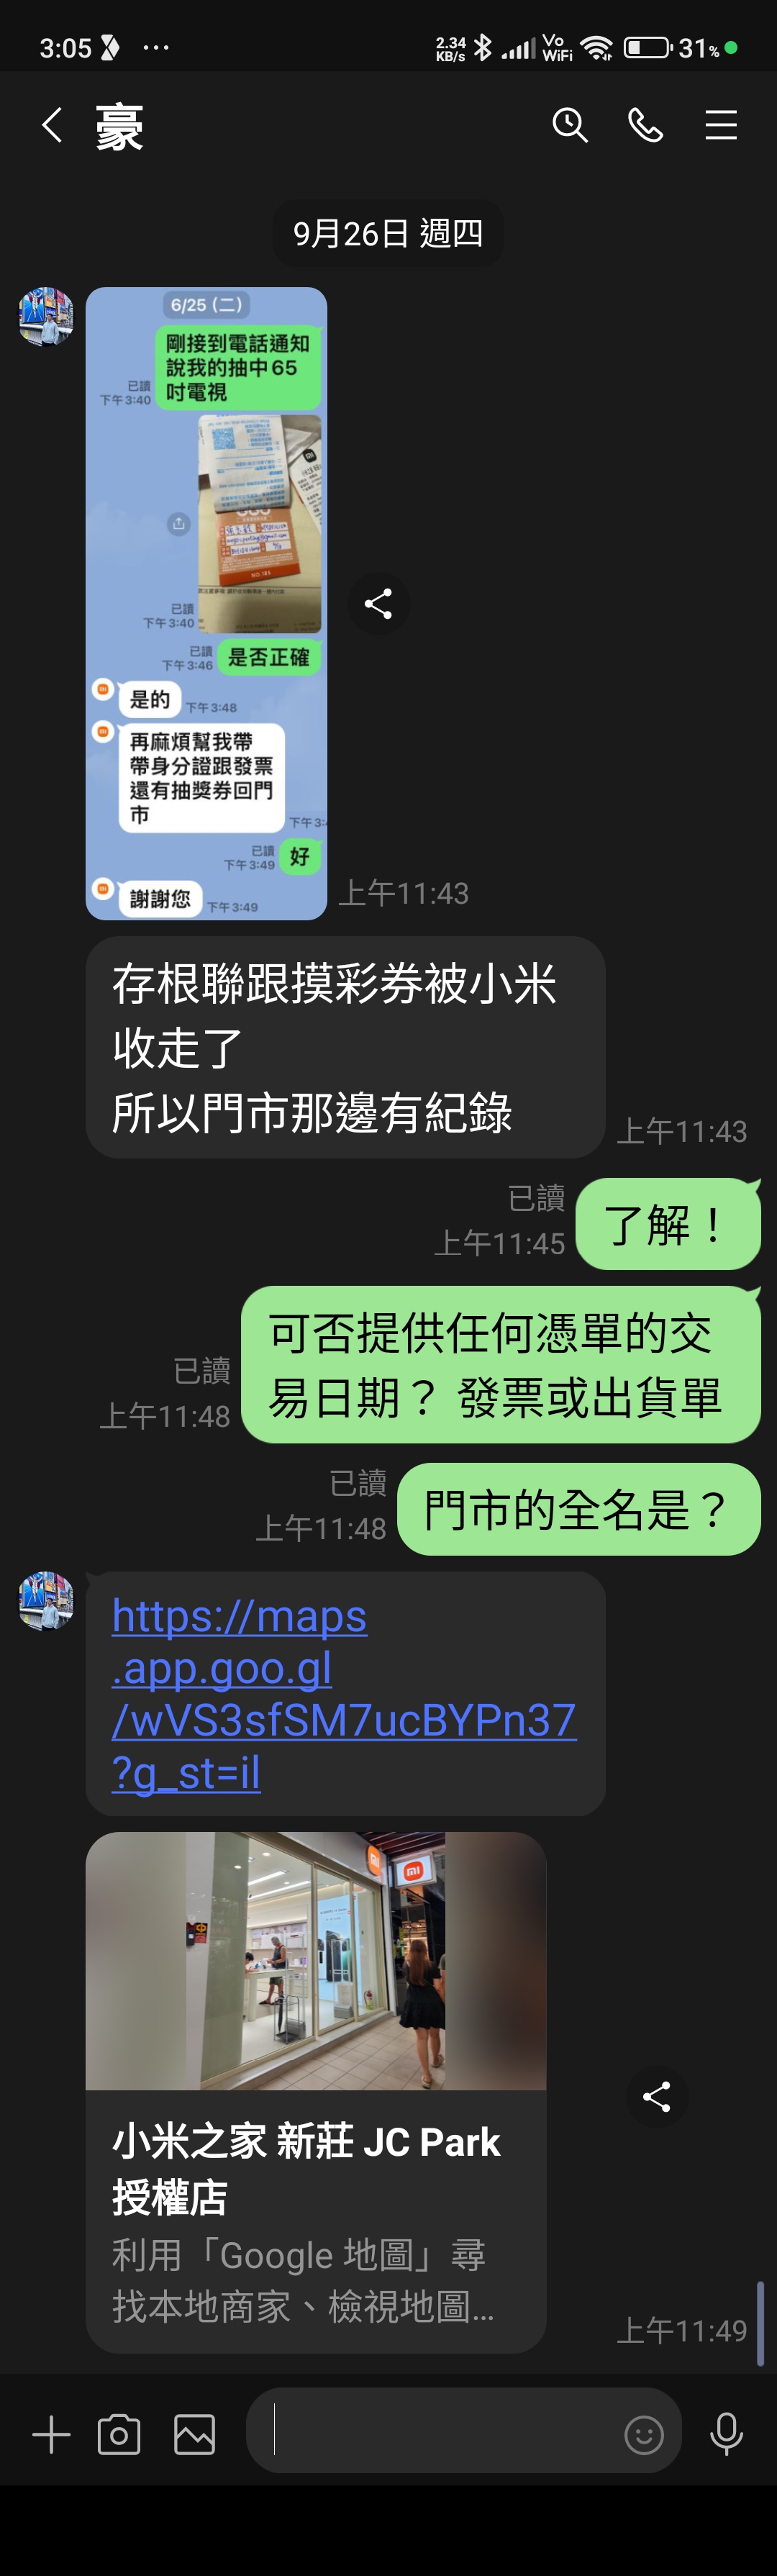 3:05
2.34
KB/s
Vo
WiFi
31%
豪
9月26日 週四
6/25 (二)
剛接到電話通知
說我的抽中65
吋電視
已讀
下午3:40
已讀
下午3:40
已讀
下午3:46
是否正確
是的
下午3:48
再麻煩幫我帶
帶身分證跟發票
還有抽獎券回門
市
下午3:4
已讀
下午3:49
好
謝謝您
下午3:49
上午11:43
存根聯跟摸彩券被小米
收走了
所以門市那邊有紀錄
上午11:43
已讀
上午11:45
了解！
已讀
上午11:48
可否提供任何憑單的交
易日期？ 發票或出貨單
已讀
上午11:48
門市的全名是？
https://maps
.app.goo.gl
/wVS3sfSM7ucBYPn37
?g_st=il
小米之家 新莊 JC Park
授權店
利用「Google 地圖」尋
找本地商家、檢視地圖...
上午11:49